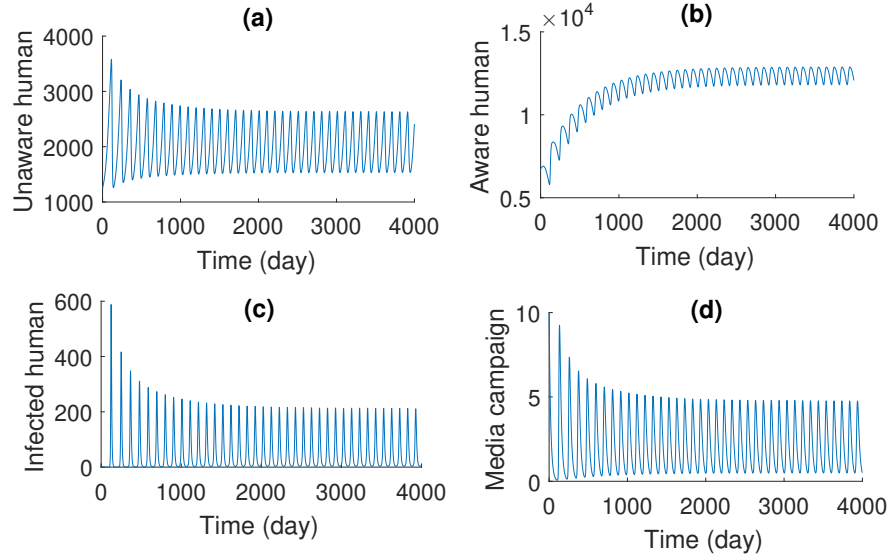 (a)
4000
3000
2000
1000
Unaware human
0 1000 2000 3000 4000
Time (day)
(b)
×10⁴
1.5
1
0.5
Aware human
0 1000 2000 3000 4000
Time (day)
(c)
600
400
200
0
Infected human
0 1000 2000 3000 4000
Time (day)
(d)
10
5
0
Media campaign
0 1000 2000 3000 4000
Time (day)